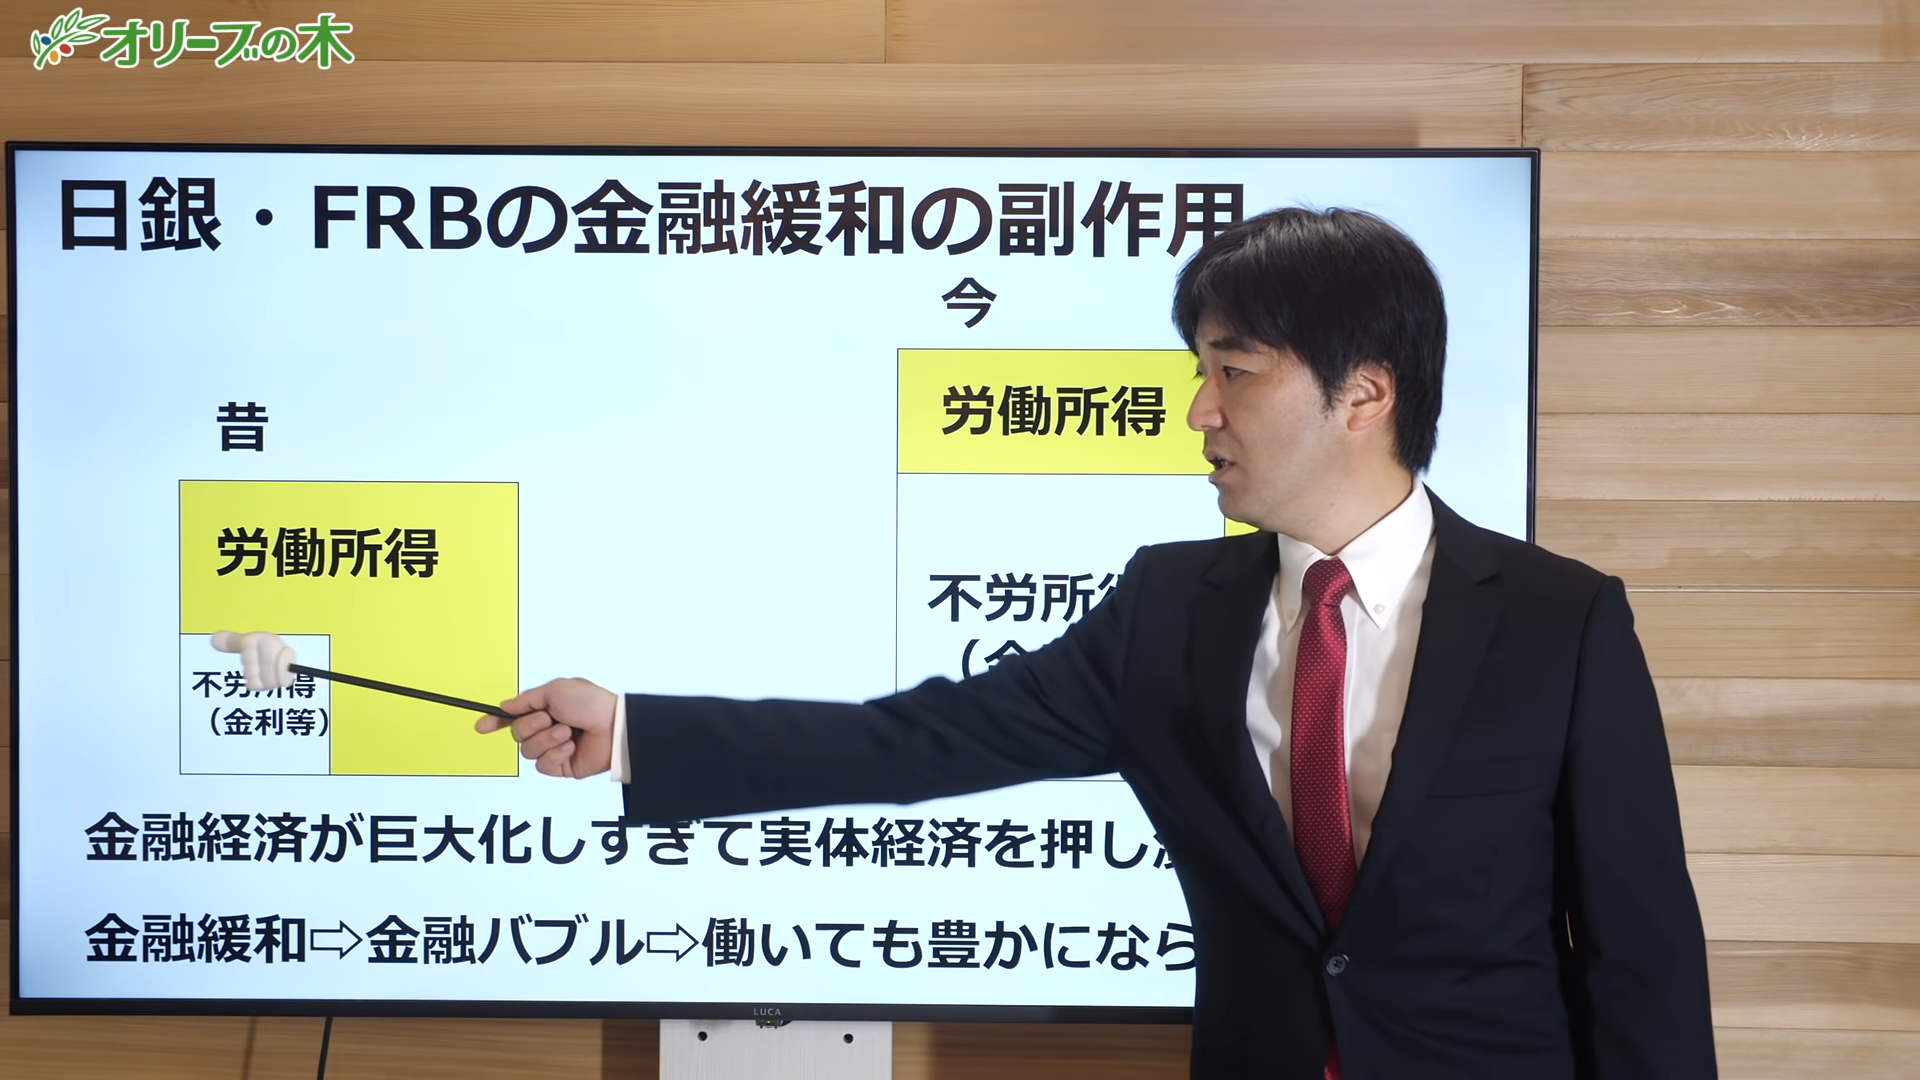 オリーブの木
日銀・FRBの金融緩和の副作用
昔
労働所得
不労所得
（金利等）
今
労働所得
不労所
（金
金融経済が巨大化しすぎて実体経済を押し
金融緩和⇨金融バブル⇨働いても豊かになら
LUCA